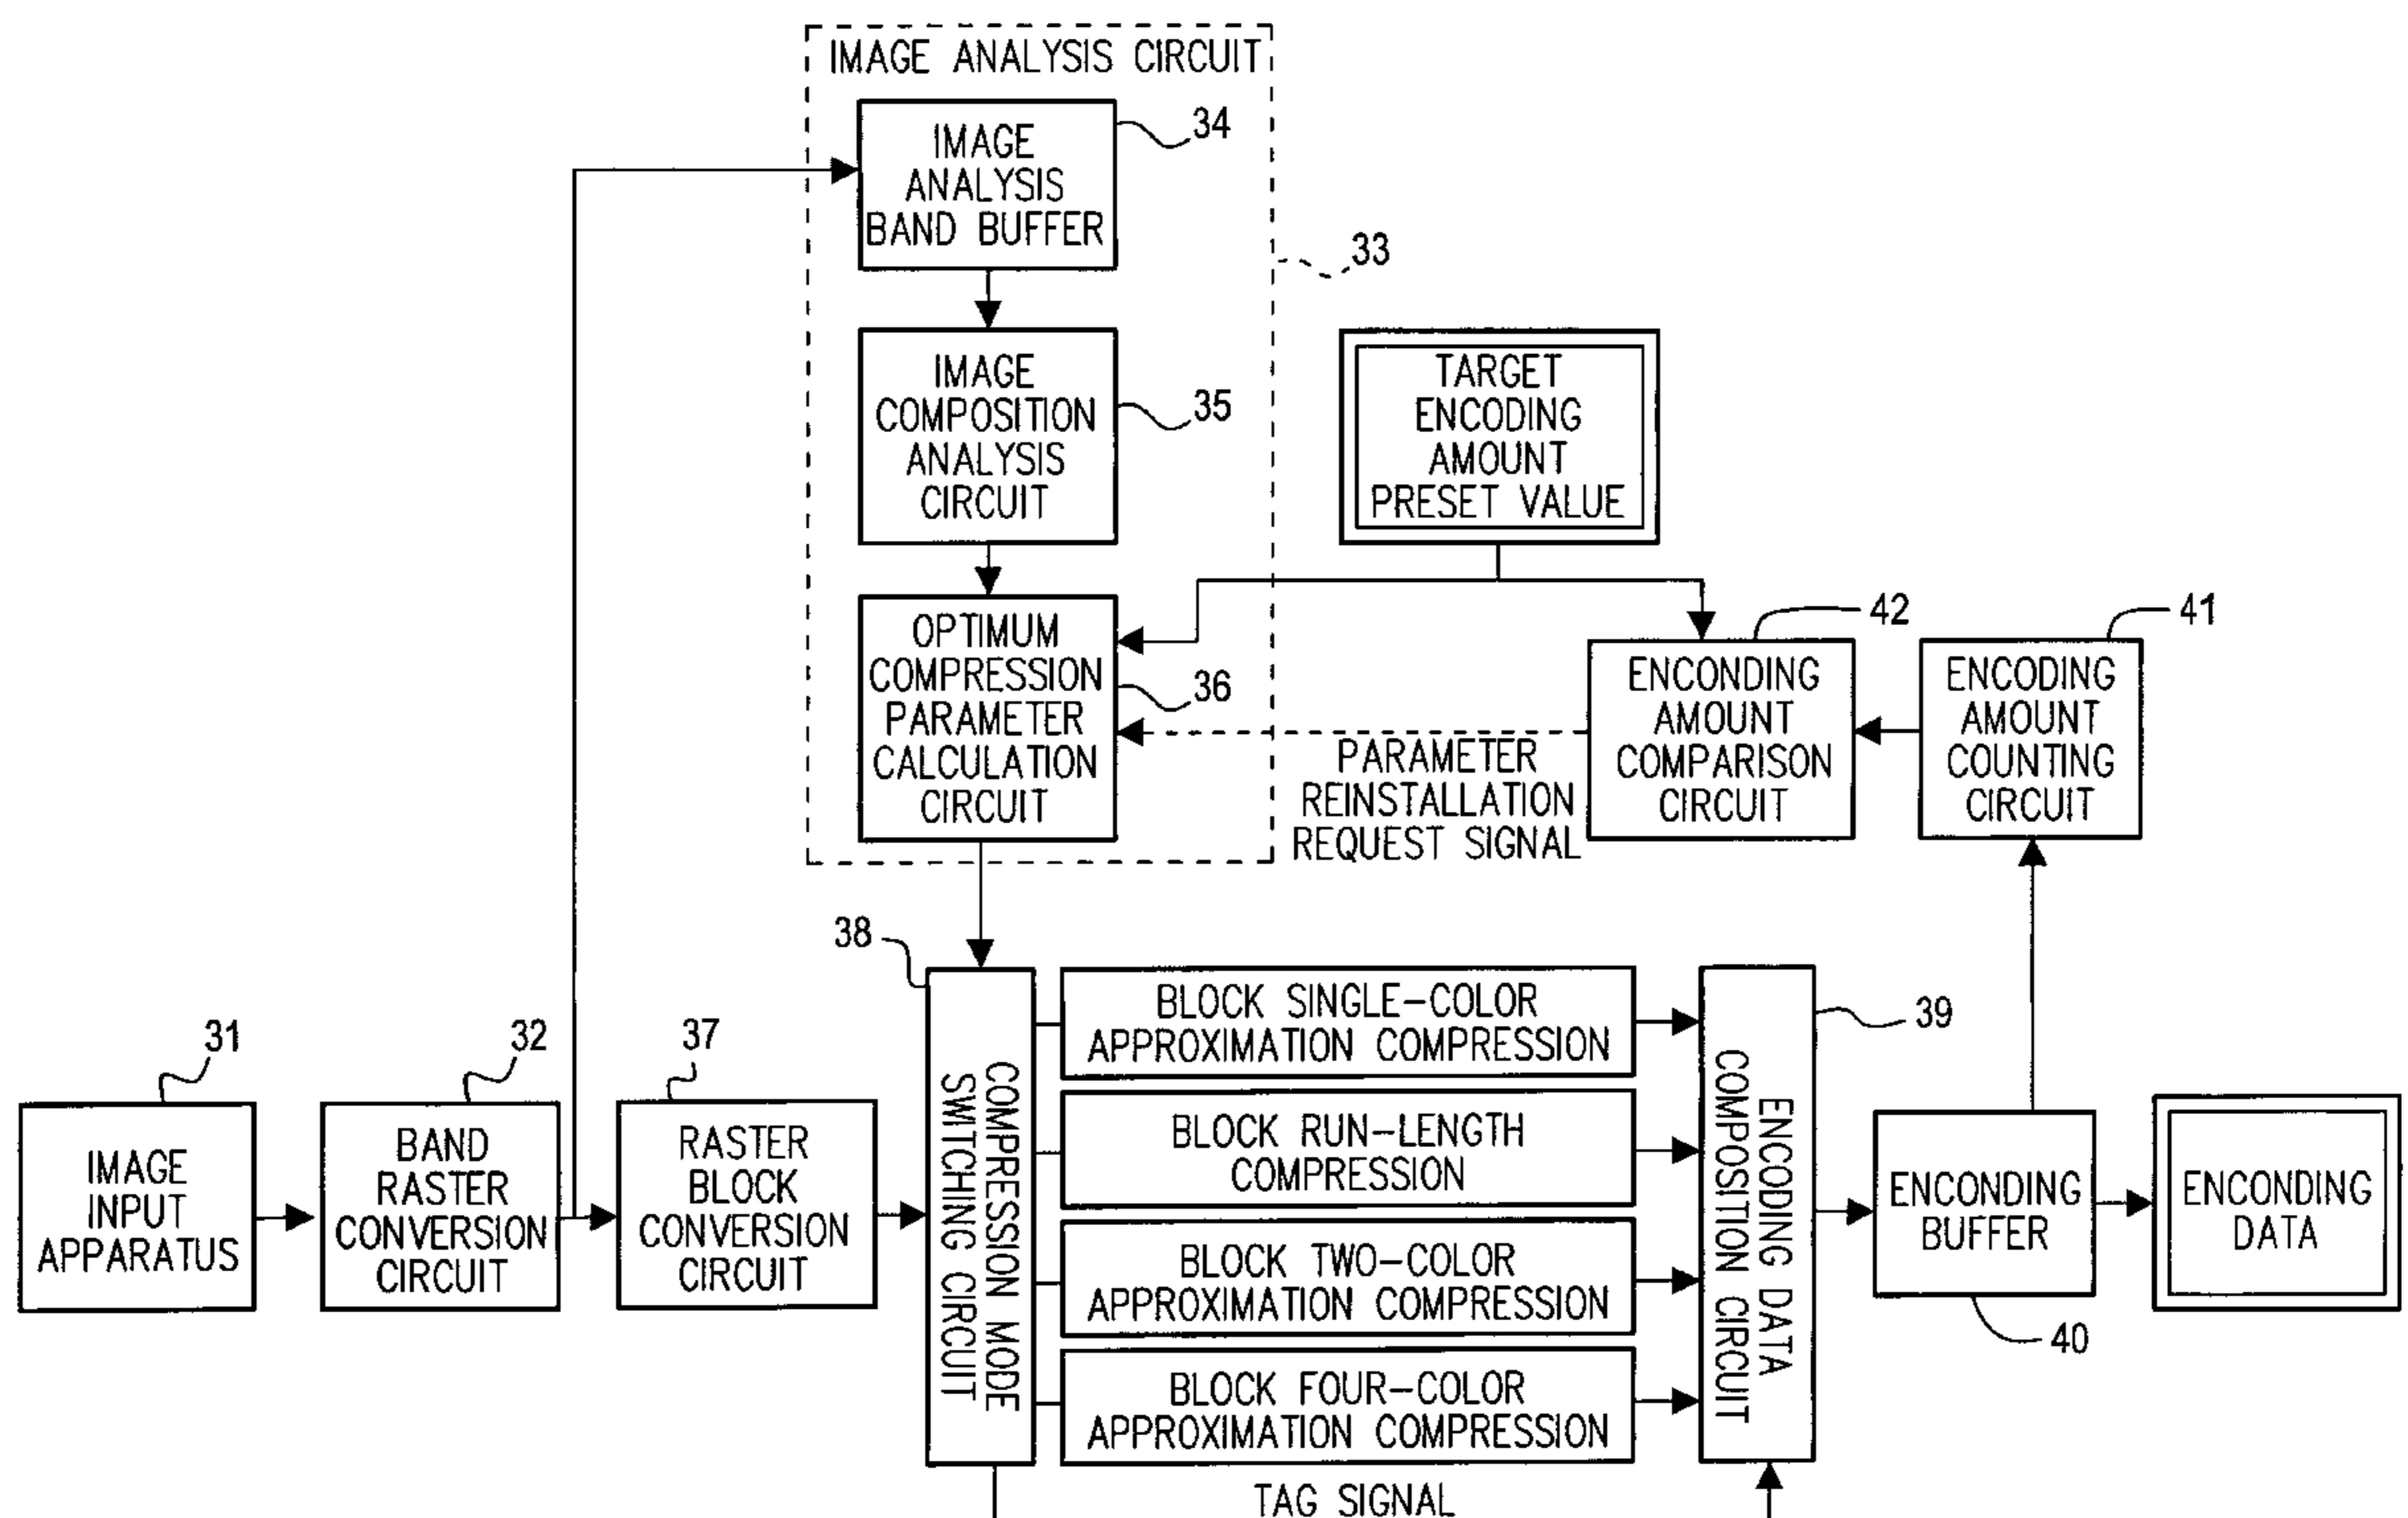 IMAGE ANALYSIS CIRCUIT
IMAGE
ANALYSIS
BAND BUFFER
34
33
IMAGE
COMPOSITION
ANALYSIS
CIRCUIT
35
TARGET
ENCODING
AMOUNT
PRESET VALUE
OPTIMUM
COMPRESSION
PARAMETER
CALCULATION
CIRCUIT
36
PARAMETER
REINSTALLATION
REQUEST SIGNAL
42
ENCONDING
AMOUNT
COMPARISON
CIRCUIT
41
ENCODING
AMOUNT
COUNTING
CIRCUIT
31
IMAGE
INPUT
APPARATUS
32
BAND
RASTER
CONVERSION
CIRCUIT
37
RASTER
BLOCK
CONVERSION
CIRCUIT
38
COMPRESSION MODE
SWITCHING CIRCUIT
BLOCK SINGLE-COLOR
APPROXIMATION COMPRESSION
BLOCK RUN-LENGTH
COMPRESSION
BLOCK TWO-COLOR
APPROXIMATION COMPRESSION
BLOCK FOUR-COLOR
APPROXIMATION COMPRESSION
TAG SIGNAL
39
ENCODING DATA
COMPOSITION CIRCUIT
ENCONDING
BUFFER
40
ENCONDING
DATA